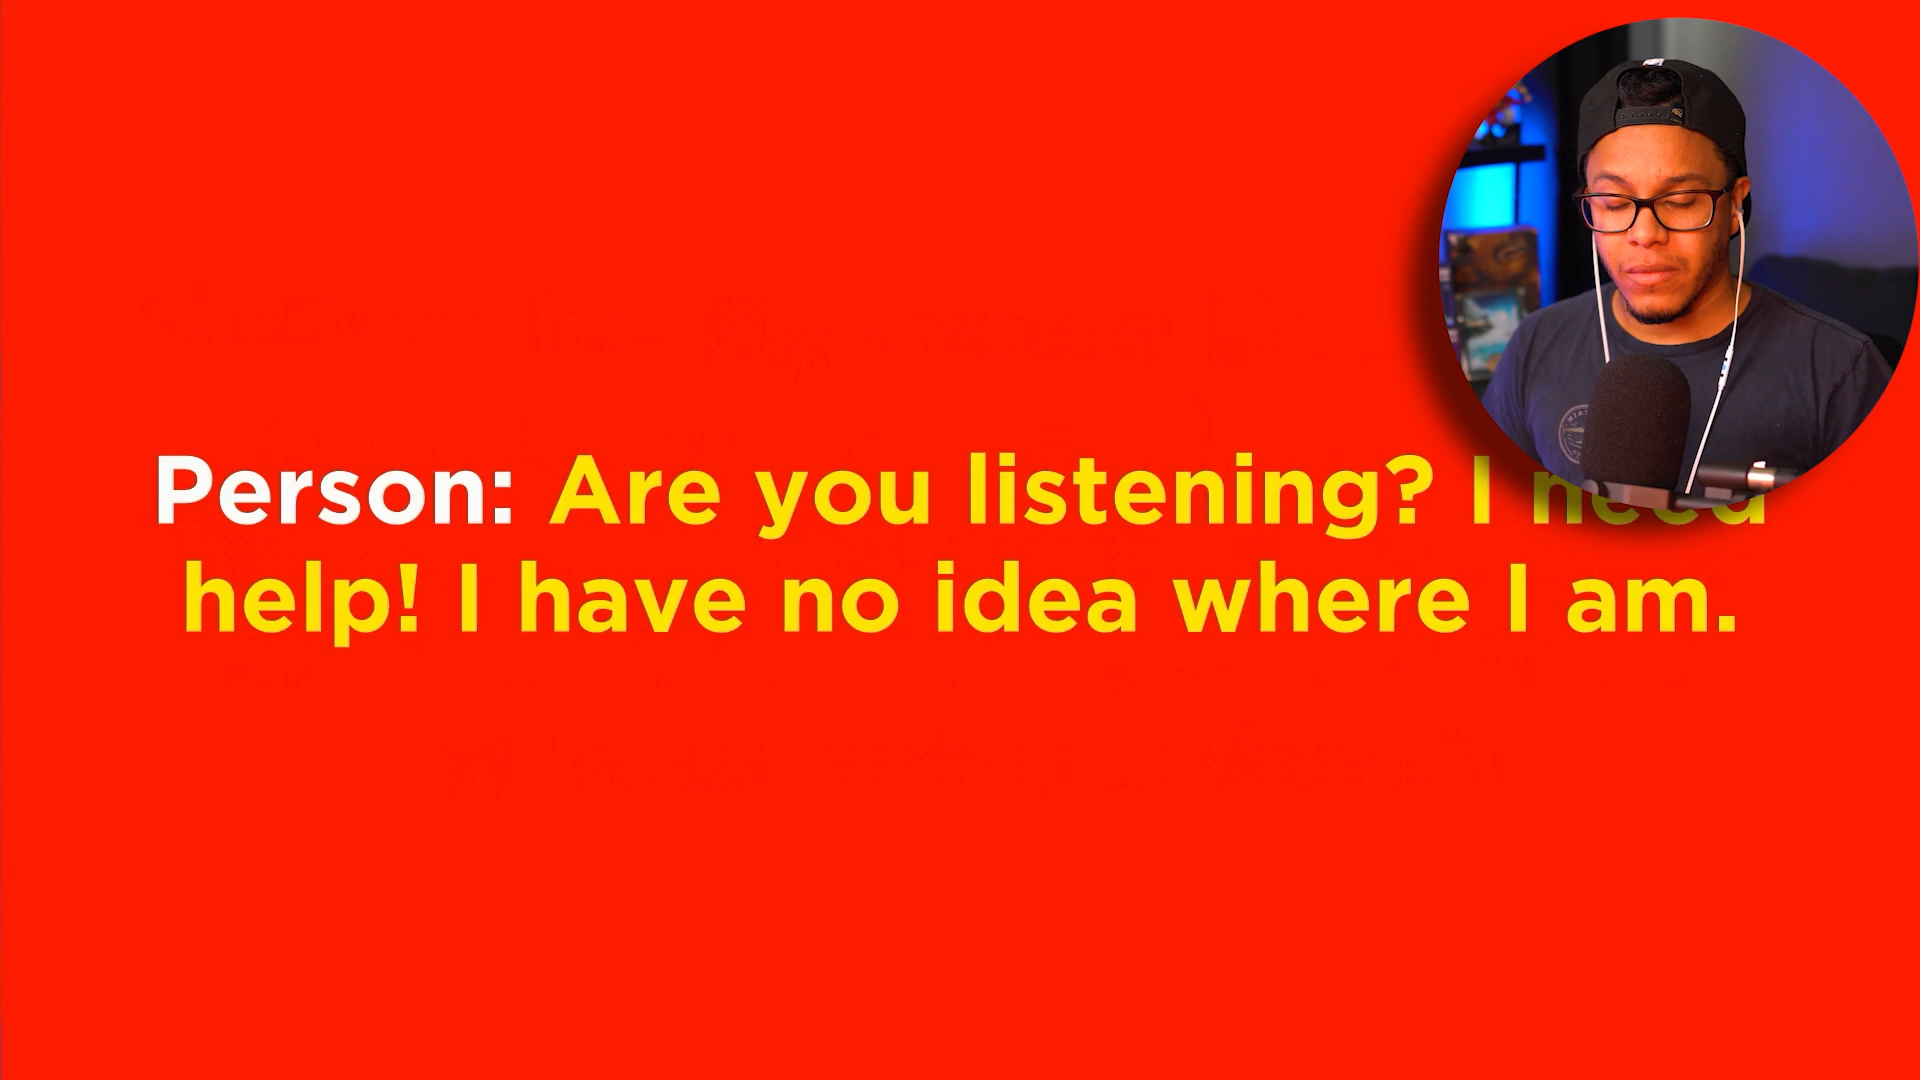 Person: Are you listening? I need
help! I have no idea where I am.